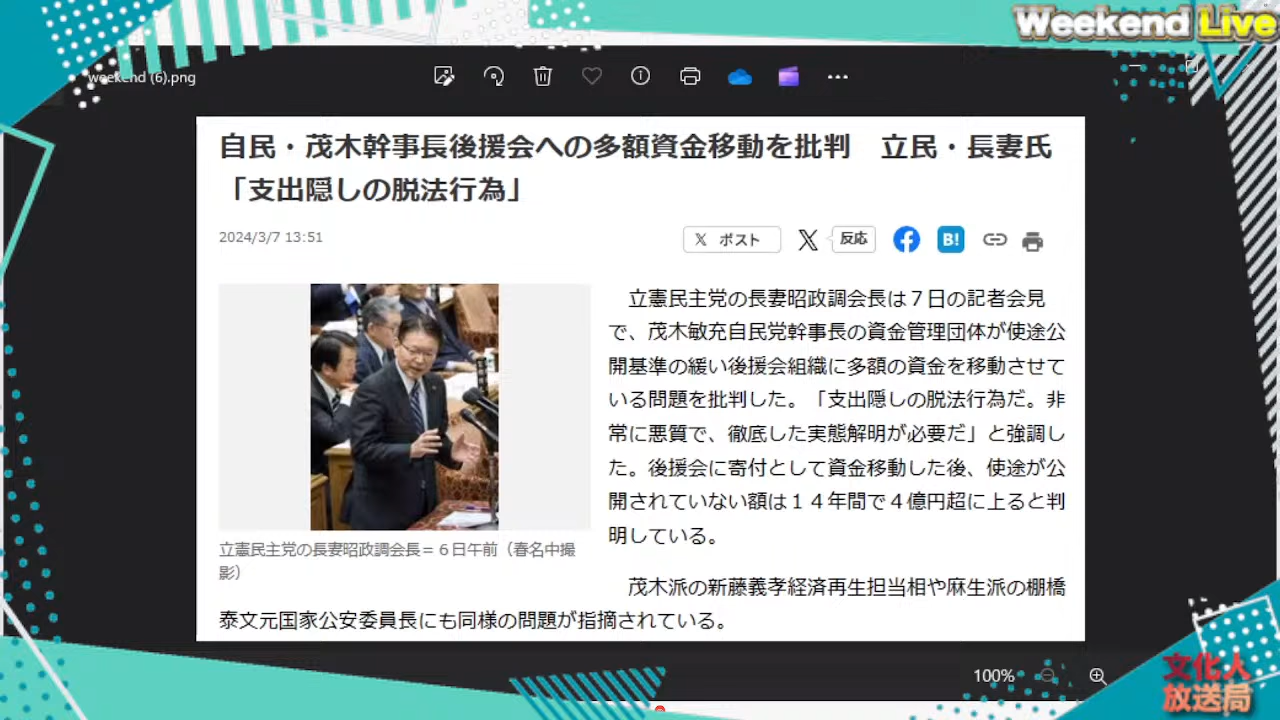 Weekend Live
weekend (6).png
自民・茂木幹事長後援会への多額資金移動を批判　立民・長妻氏
「支出隠しの脱法行為」
2024/3/7 13:51
X ポスト
X 反応
B!
立憲民主党の長妻昭政調会長は７日の記者会見
で、茂木敏充自民党幹事長の資金管理団体が使途公
開基準の緩い後援会組織に多額の資金を移動させて
いる問題を批判した。「支出隠しの脱法行為だ。非
常に悪質で、徹底した実態解明が必要だ」と強調し
た。後援会に寄付として資金移動した後、使途が公
開されていない額は１４年間で４億円超に上ると判
明している。
立憲民主党の長妻昭政調会長＝６日午前（春名中撮
影）
茂木派の新藤義孝経済再生担当相や麻生派の棚橋
泰文元国家公安委員長にも同様の問題が指摘されている。
100%
文化人
放送局